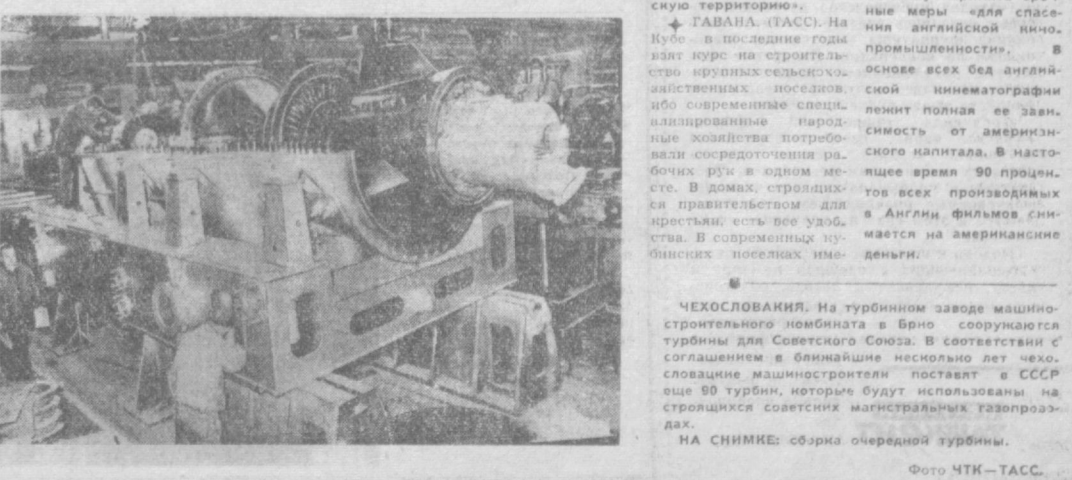 скую территорию».
ГАВАНА. (ТАСС). На
Кубе в последние годы
взят курс на строитель-
ство крупных сельскохо-
зяйственных поселков,
ибо современные специ-
ализированные народ-
ные хозяйства потребо-
вали сосредоточения ра-
бочих рук в одном ме-
сте. В домах, строящих-
ся правительством для
крестьян, есть все удоб-
ства. В современных ку-
бинских поселках име-
ные меры «для спасе-
ния английской кино-
промышленности». В
основе всех бед англий-
ской кинематографии
лежит полная ее зави-
симость от американ-
ского капитала. В насто-
ящее время 90 процен-
тов всех производимых
в Англии фильмов сни-
мается на американские
деньги.
ЧЕХОСЛОВАКИЯ. На турбинном заводе машино-
строительного комбината в Брно сооружаются
турбины для Советского Союза. В соответствии с
соглашением в ближайшие несколько лет чехо-
словацкие машиностроители поставят в СССР
еще 90 турбин, которые будут использованы на
строящихся советских магистральных газопрово-
дах.
НА СНИМКЕ: сборка очередной турбины.
Фото ЧТК—ТАСС.